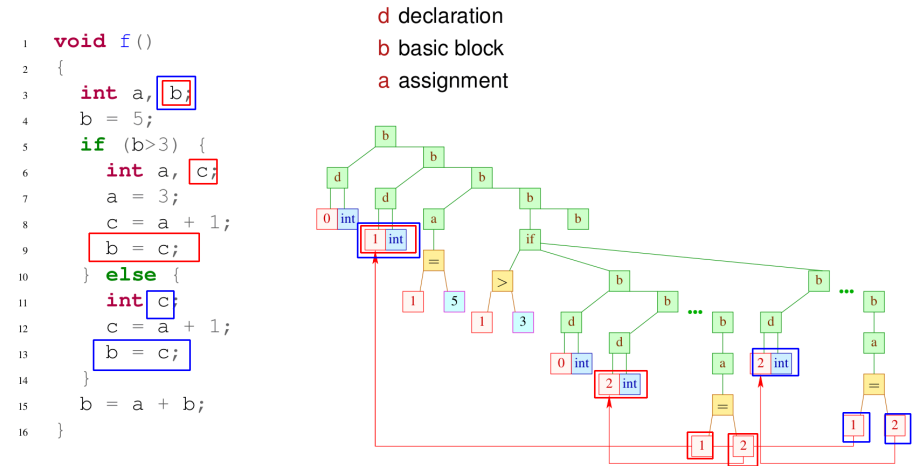 d declaration
b basic block
a assignment
1 void f()
2 {
3 int a, b;
4 b = 5;
5 if (b>3) {
6 int a, c;
7 a = 3;
8 c = a + 1;
9 b = c;
10 } else {
11 int c;
12 c = a + 1;
13 b = c;
14 }
15 b = a + b;
16 }
b
b
d b
d b
0 int a b
1 int if
=
> b b ...
1 5 b ... b
1 3 d b d
d a
0 int a 2 int
2 int =
=
1 2
1 2